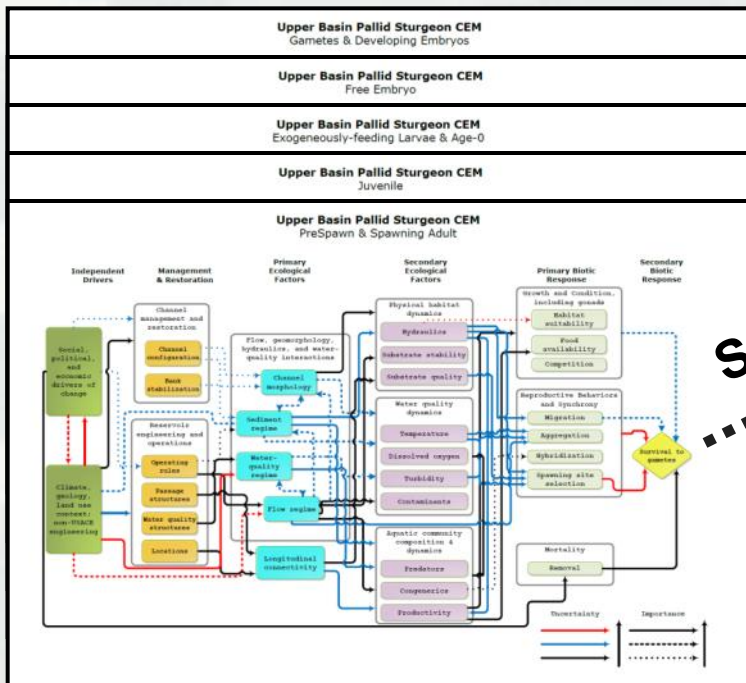 Upper Basin Pallid Sturgeon CEM
Gametes & Developing Embryos
Upper Basin Pallid Sturgeon CEM
Free Embryo
Upper Basin Pallid Sturgeon CEM
Exogeneously-feeding Larvae & Age-0
Upper Basin Pallid Sturgeon CEM
Juvenile
Upper Basin Pallid Sturgeon CEM
PreSpawn & Spawning Adult
Independent
Drivers
Management
& Restoration
Primary
Ecological
Factors
Secondary
Ecological
Factors
Primary Biotic
Response
Secondary
Biotic
Response
Social,
political,
and
economic
drivers of
change
Climate,
geology,
land use
context;
non-USACE
engineering
Channel
management and
restoration
Channel
configuration
Bank
stabilization
Reservoir
engineering and
operations
Operating
rules
Passage
structures
Water quality
structures
Locations
Flow, geomorphology,
hydraulics, and water-
quality interactions
Channel
morphology
Sediment
regime
Water-
quality
regime
Flow regime
Longitudinal
connectivity
Physical habitat
dynamics
Hydraulics
Substrate stability
Substrate quality
Water quality
dynamics
Temperature
Dissolved oxygen
Turbidity
Contaminants
Aquatic community
composition &
dynamics
Predators
Congenerics
Productivity
Growth and Condition,
including gonads
Habitat
suitability
Food
availability
Competition
Reproductive Behaviors
and Synchrony
Migration
Aggregation
Hybridization
Spawning site
selection
Mortality
Removal
Survival to
gametes
Uncertainty
Importance
S